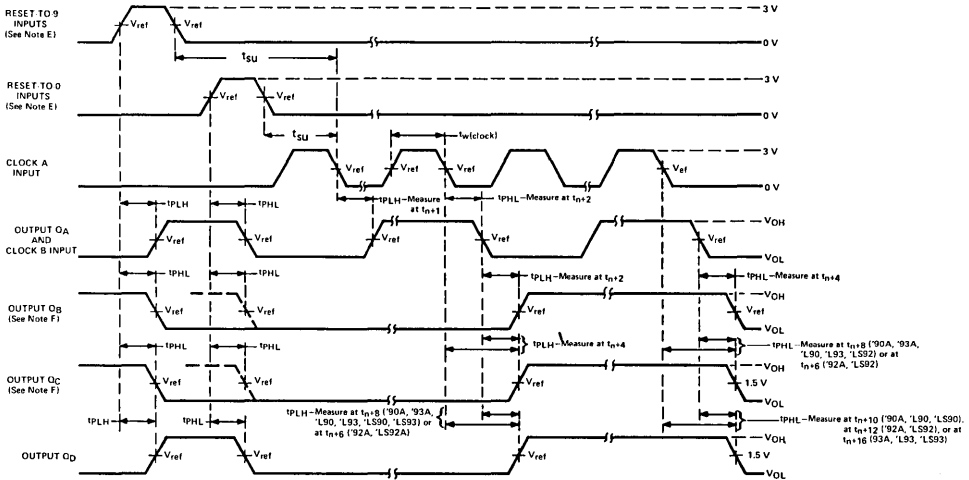 RESET-TO-9
INPUTS
(See Note E)
Vref
Vref
3 V
0 V
tsu
RESET-TO 0
INPUTS
(See Note E)
Vref
Vref
3 V
0 V
tsu
tw(clock)
CLOCK A
INPUT
Vref
Vref
Vref
Vef
3 V
0 V
tPLH
tPHL
tPLH–Measure
at tn+1
tPHL–Measure at tn+2
OUTPUT QA
AND
CLOCK B INPUT
Vref
Vref
Vref
Vref
Vref
VOH
VOL
tPHL
tPHL
tPLH–Measure at tn+2
tPHL–Measure at tn+4
OUTPUT QB
(See Note F)
Vref
Vref
Vref
Vref
VOH
VOL
tPHL
tPHL
tPLH–Measure at tn+4
tPHL–Measure at tn+8 ('90A, '93A,
'L90, 'L93, 'LS92) or at
tn+6 ('92A, 'LS92)
OUTPUT QC
(See Note F)
Vref
Vref
Vref
1.5 V
VOH
VOL
tPLH
tPHL
tPLH–Measure at tn+8 ('90A, '93A,
'L90, 'L93, 'LS90, 'LS93) or
at tn+6 ('92A, 'LS92A)
tPHL–Measure at tn+10 ('90A, 'L90, 'LS90),
at tn+12 ('92A, 'LS92), or at
tn+16 (93A, 'L93, 'LS93)
OUTPUT QD
Vref
Vref
Vref
1.5 V
VOH
VOL